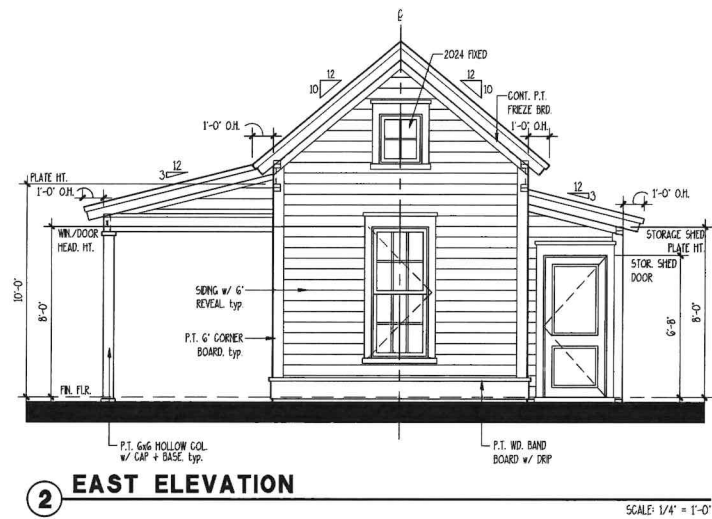 ℄
2024 FIXED
12
10
12
10
CONT. P.T.
FRIEZE BRD.
1'-0" O.H.
1'-0" O.H.
12
3
PLATE HT.
1'-0" O.H.
12
3
1'-0" O.H.
WIN./DOOR
HEAD. HT.
STORAGE SHED
PLATE HT.
STOR. SHED
DOOR
10'-0"
8'-0"
SIDING w/ 6"
REVEAL, typ.
6'-8"
8'-0"
P.T. 6" CORNER
BOARD, typ.
FIN. FLR.
P.T. 6x6 HOLLOW COL.
w/ CAP + BASE, typ.
P.T. WD. BAND
BOARD w/ DRIP
2 EAST ELEVATION
SCALE: 1/4" = 1'-0"